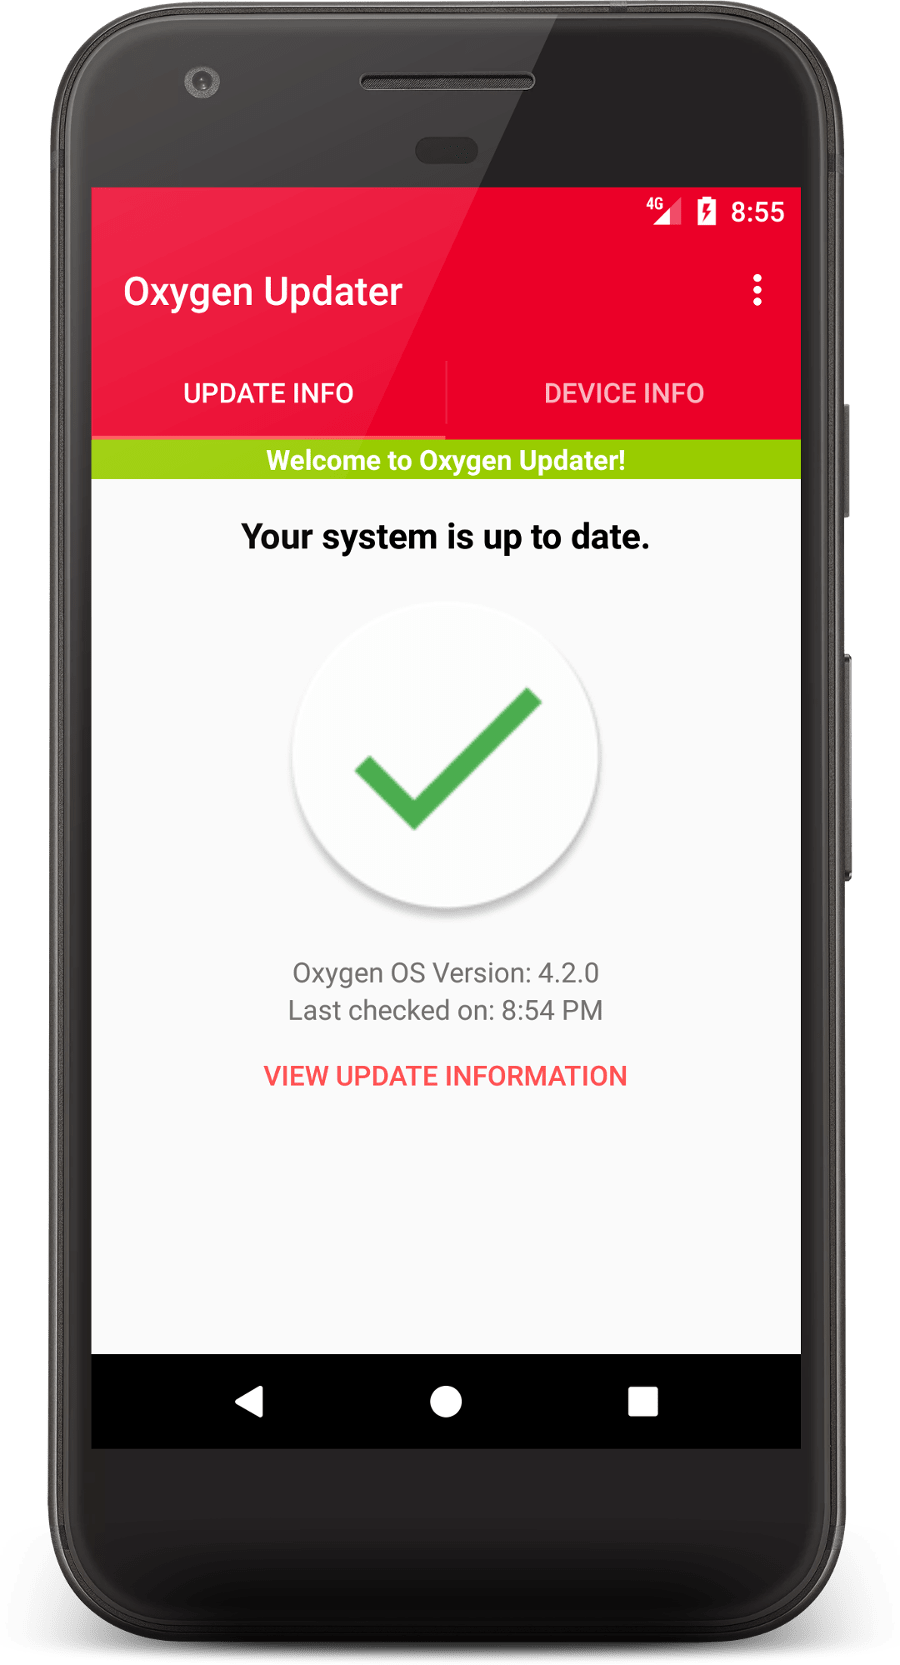 4G 8:55
Oxygen Updater
UPDATE INFO DEVICE INFO
Welcome to Oxygen Updater!
Your system is up to date.
Oxygen OS Version: 4.2.0
Last checked on: 8:54 PM
VIEW UPDATE INFORMATION